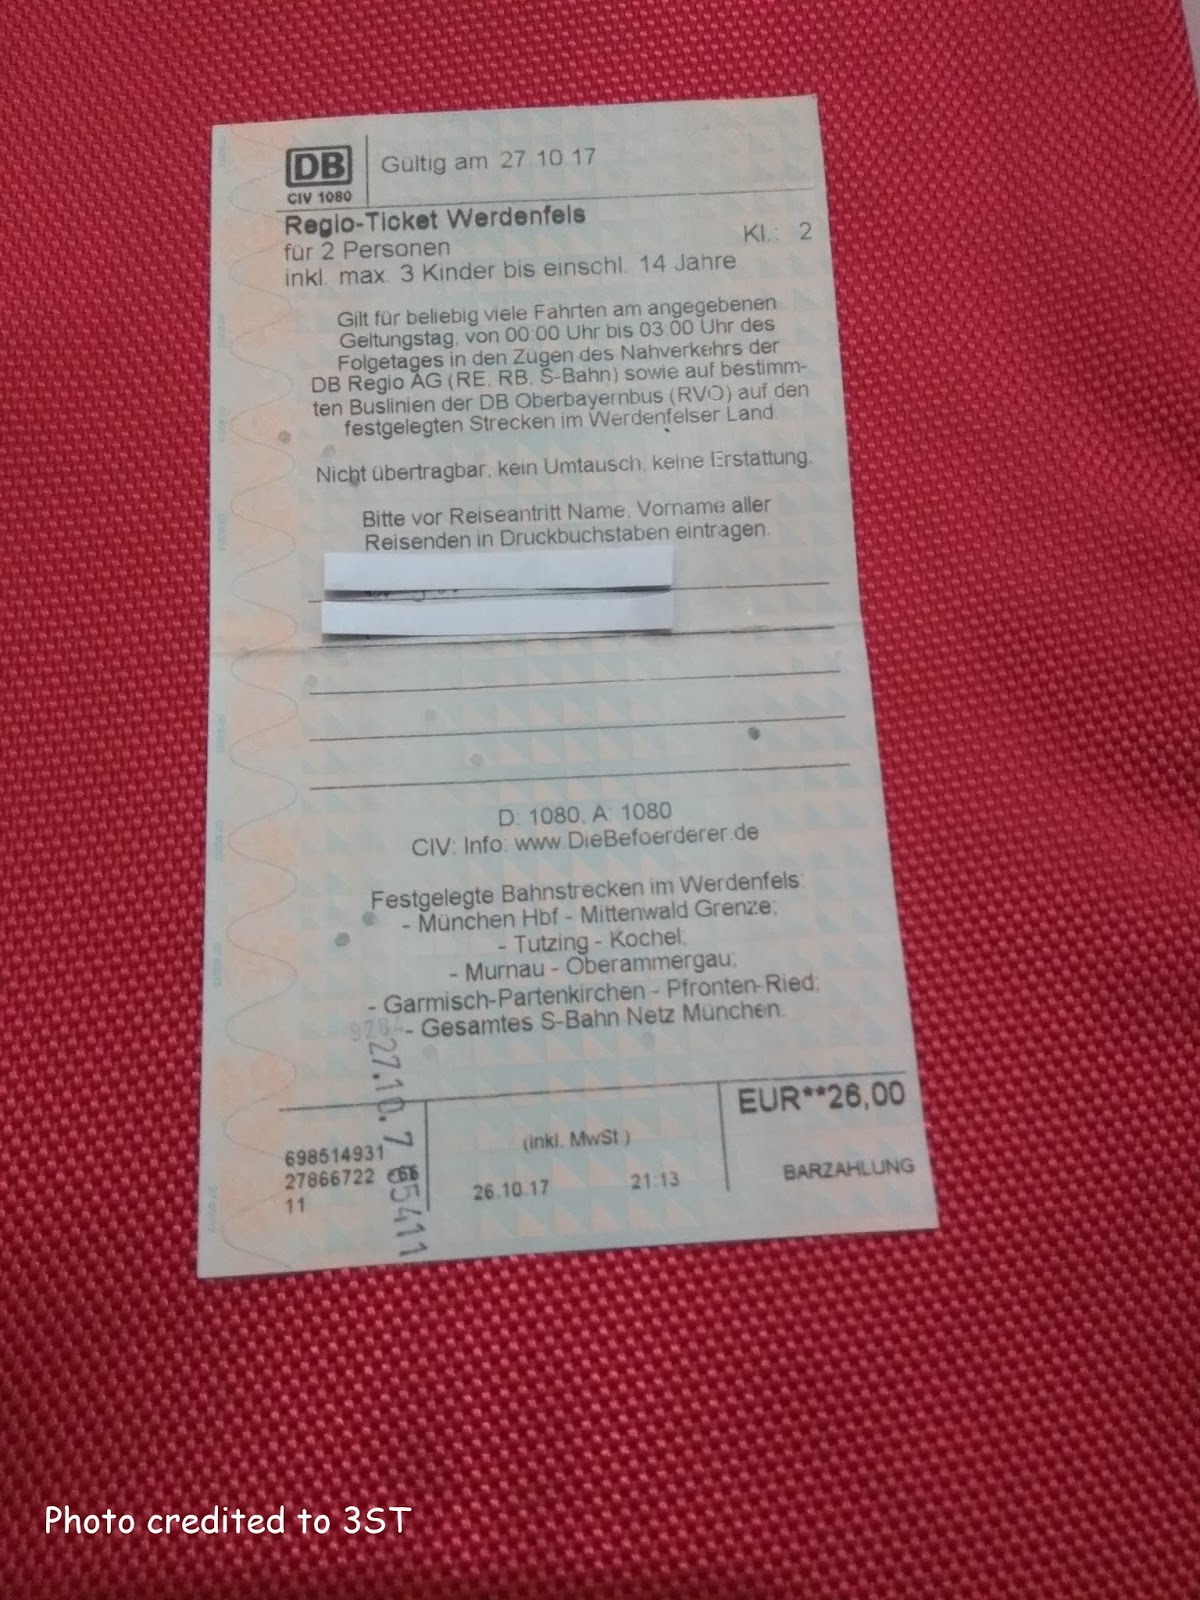 DB
CIV 1080
Gültig am 27 10 17
Regio-Ticket Werdenfels
für 2 Personen
Kl.: 2
inkl. max. 3 Kinder bis einschl. 14 Jahre
Gilt für beliebig viele Fahrten am angegebenen
Geltungstag, von 00:00 Uhr bis 03:00 Uhr des
Folgetages in den Zügen des Nahverkehrs der
DB Regio AG (RE, RB, S-Bahn) sowie auf bestimm-
ten Buslinien der DB Oberbayernbus (RVO) auf den
festgelegten Strecken im Werdenfelser Land.
Nicht übertragbar, kein Umtausch, keine Erstattung.
Bitte vor Reiseantritt Name, Vorname aller
Reisenden in Druckbuchstaben eintragen.
D: 1080, A: 1080
CIV: Info: www.DieBefoerderer.de
Festgelegte Bahnstrecken im Werdenfels:
- München Hbf - Mittenwald Grenze;
- Tutzing - Kochel;
- Murnau - Oberammergau;
- Garmisch-Partenkirchen - Pfronten-Ried;
- Gesamtes S-Bahn Netz München.
27.10.
EUR**26,00
(inkl. MwSt.)
698514931
27866722
11
26.10.17 21:13
BARZAHLUNG
Photo credited to 3ST